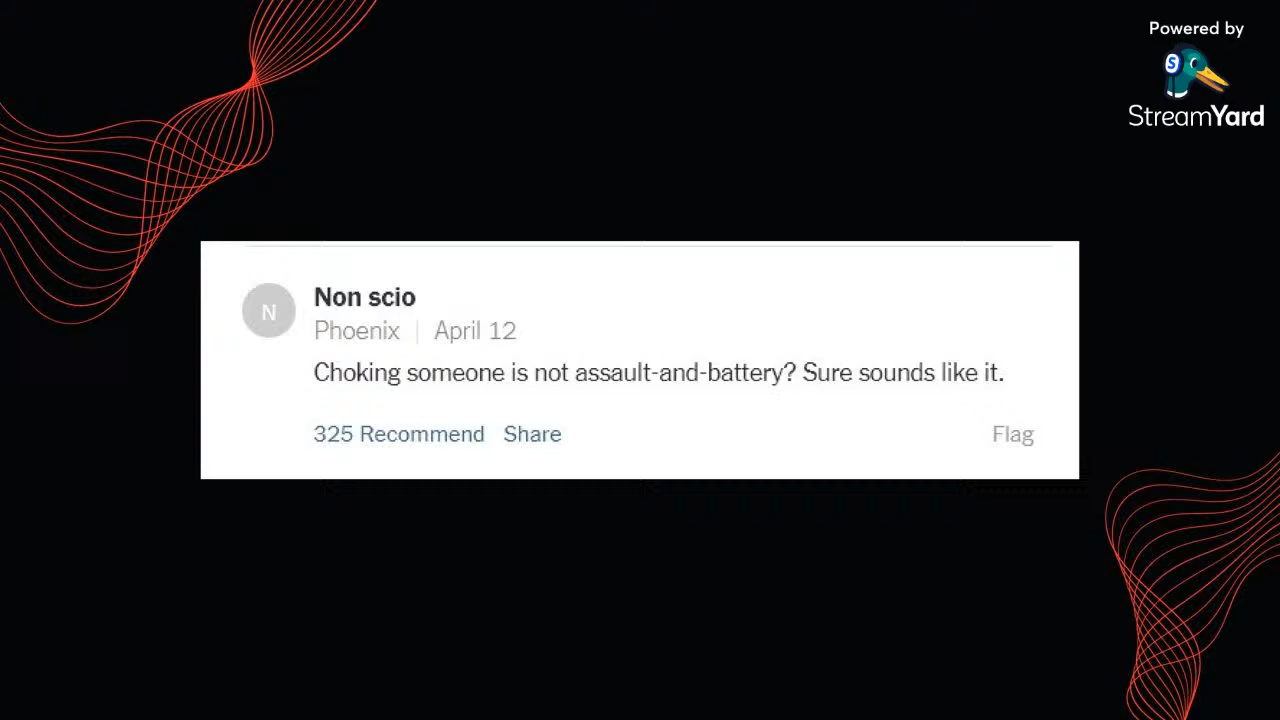 Powered by
S
StreamYard
N
Non scio
Phoenix | April 12
Choking someone is not assault-and-battery? Sure sounds like it.
325 Recommend Share Flag